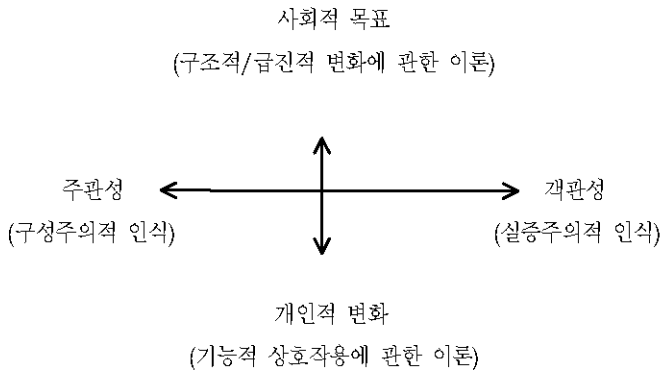 사회적 목표
(구조적/급진적 변화에 관한 이론)
주관성
객관성
(구성주의적 인식)
(실증주의적 인식)
개인적 변화
(기능적 상호작용에 관한 이론)